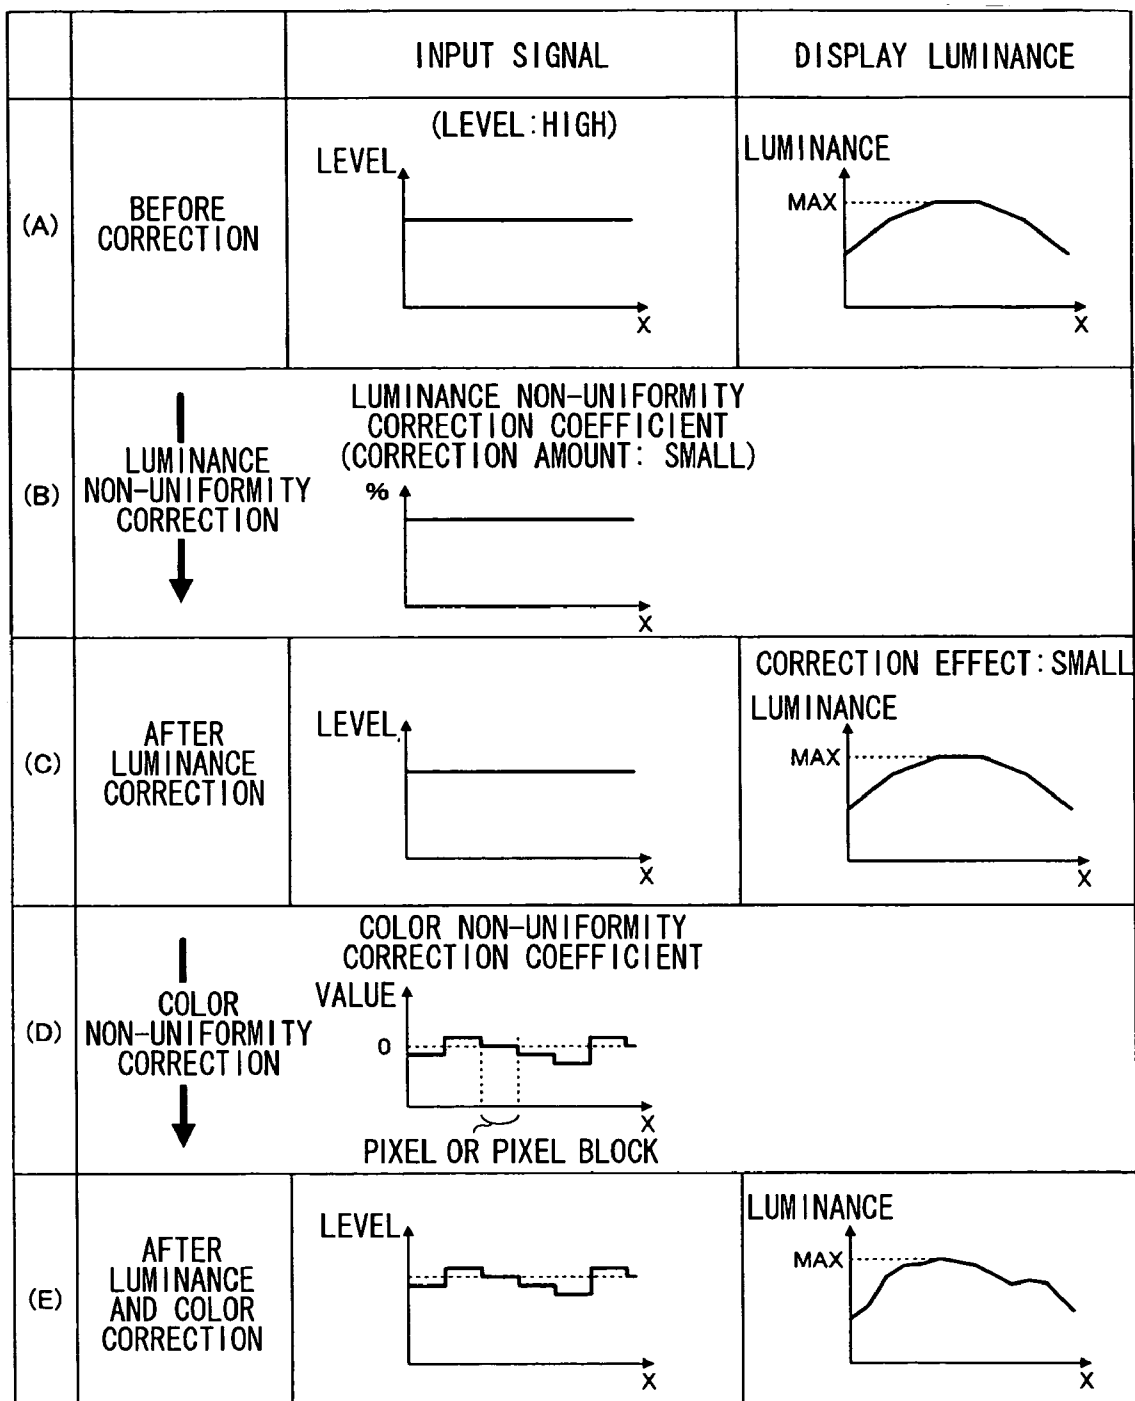 INPUT SIGNAL
DISPLAY LUMINANCE
(A)
BEFORE
CORRECTION
(LEVEL:HIGH)
LEVEL
X
LUMINANCE
MAX
X
(B)
LUMINANCE
NON-UNIFORMITY
CORRECTION
LUMINANCE NON-UNIFORMITY
CORRECTION COEFFICIENT
(CORRECTION AMOUNT: SMALL)
%
X
(C)
AFTER
LUMINANCE
CORRECTION
LEVEL
X
CORRECTION EFFECT:SMALL
LUMINANCE
MAX
X
(D)
COLOR
NON-UNIFORMITY
CORRECTION
COLOR NON-UNIFORMITY
CORRECTION COEFFICIENT
VALUE
0
X
PIXEL OR PIXEL BLOCK
(E)
AFTER
LUMINANCE
AND COLOR
CORRECTION
LEVEL
X
LUMINANCE
MAX
X